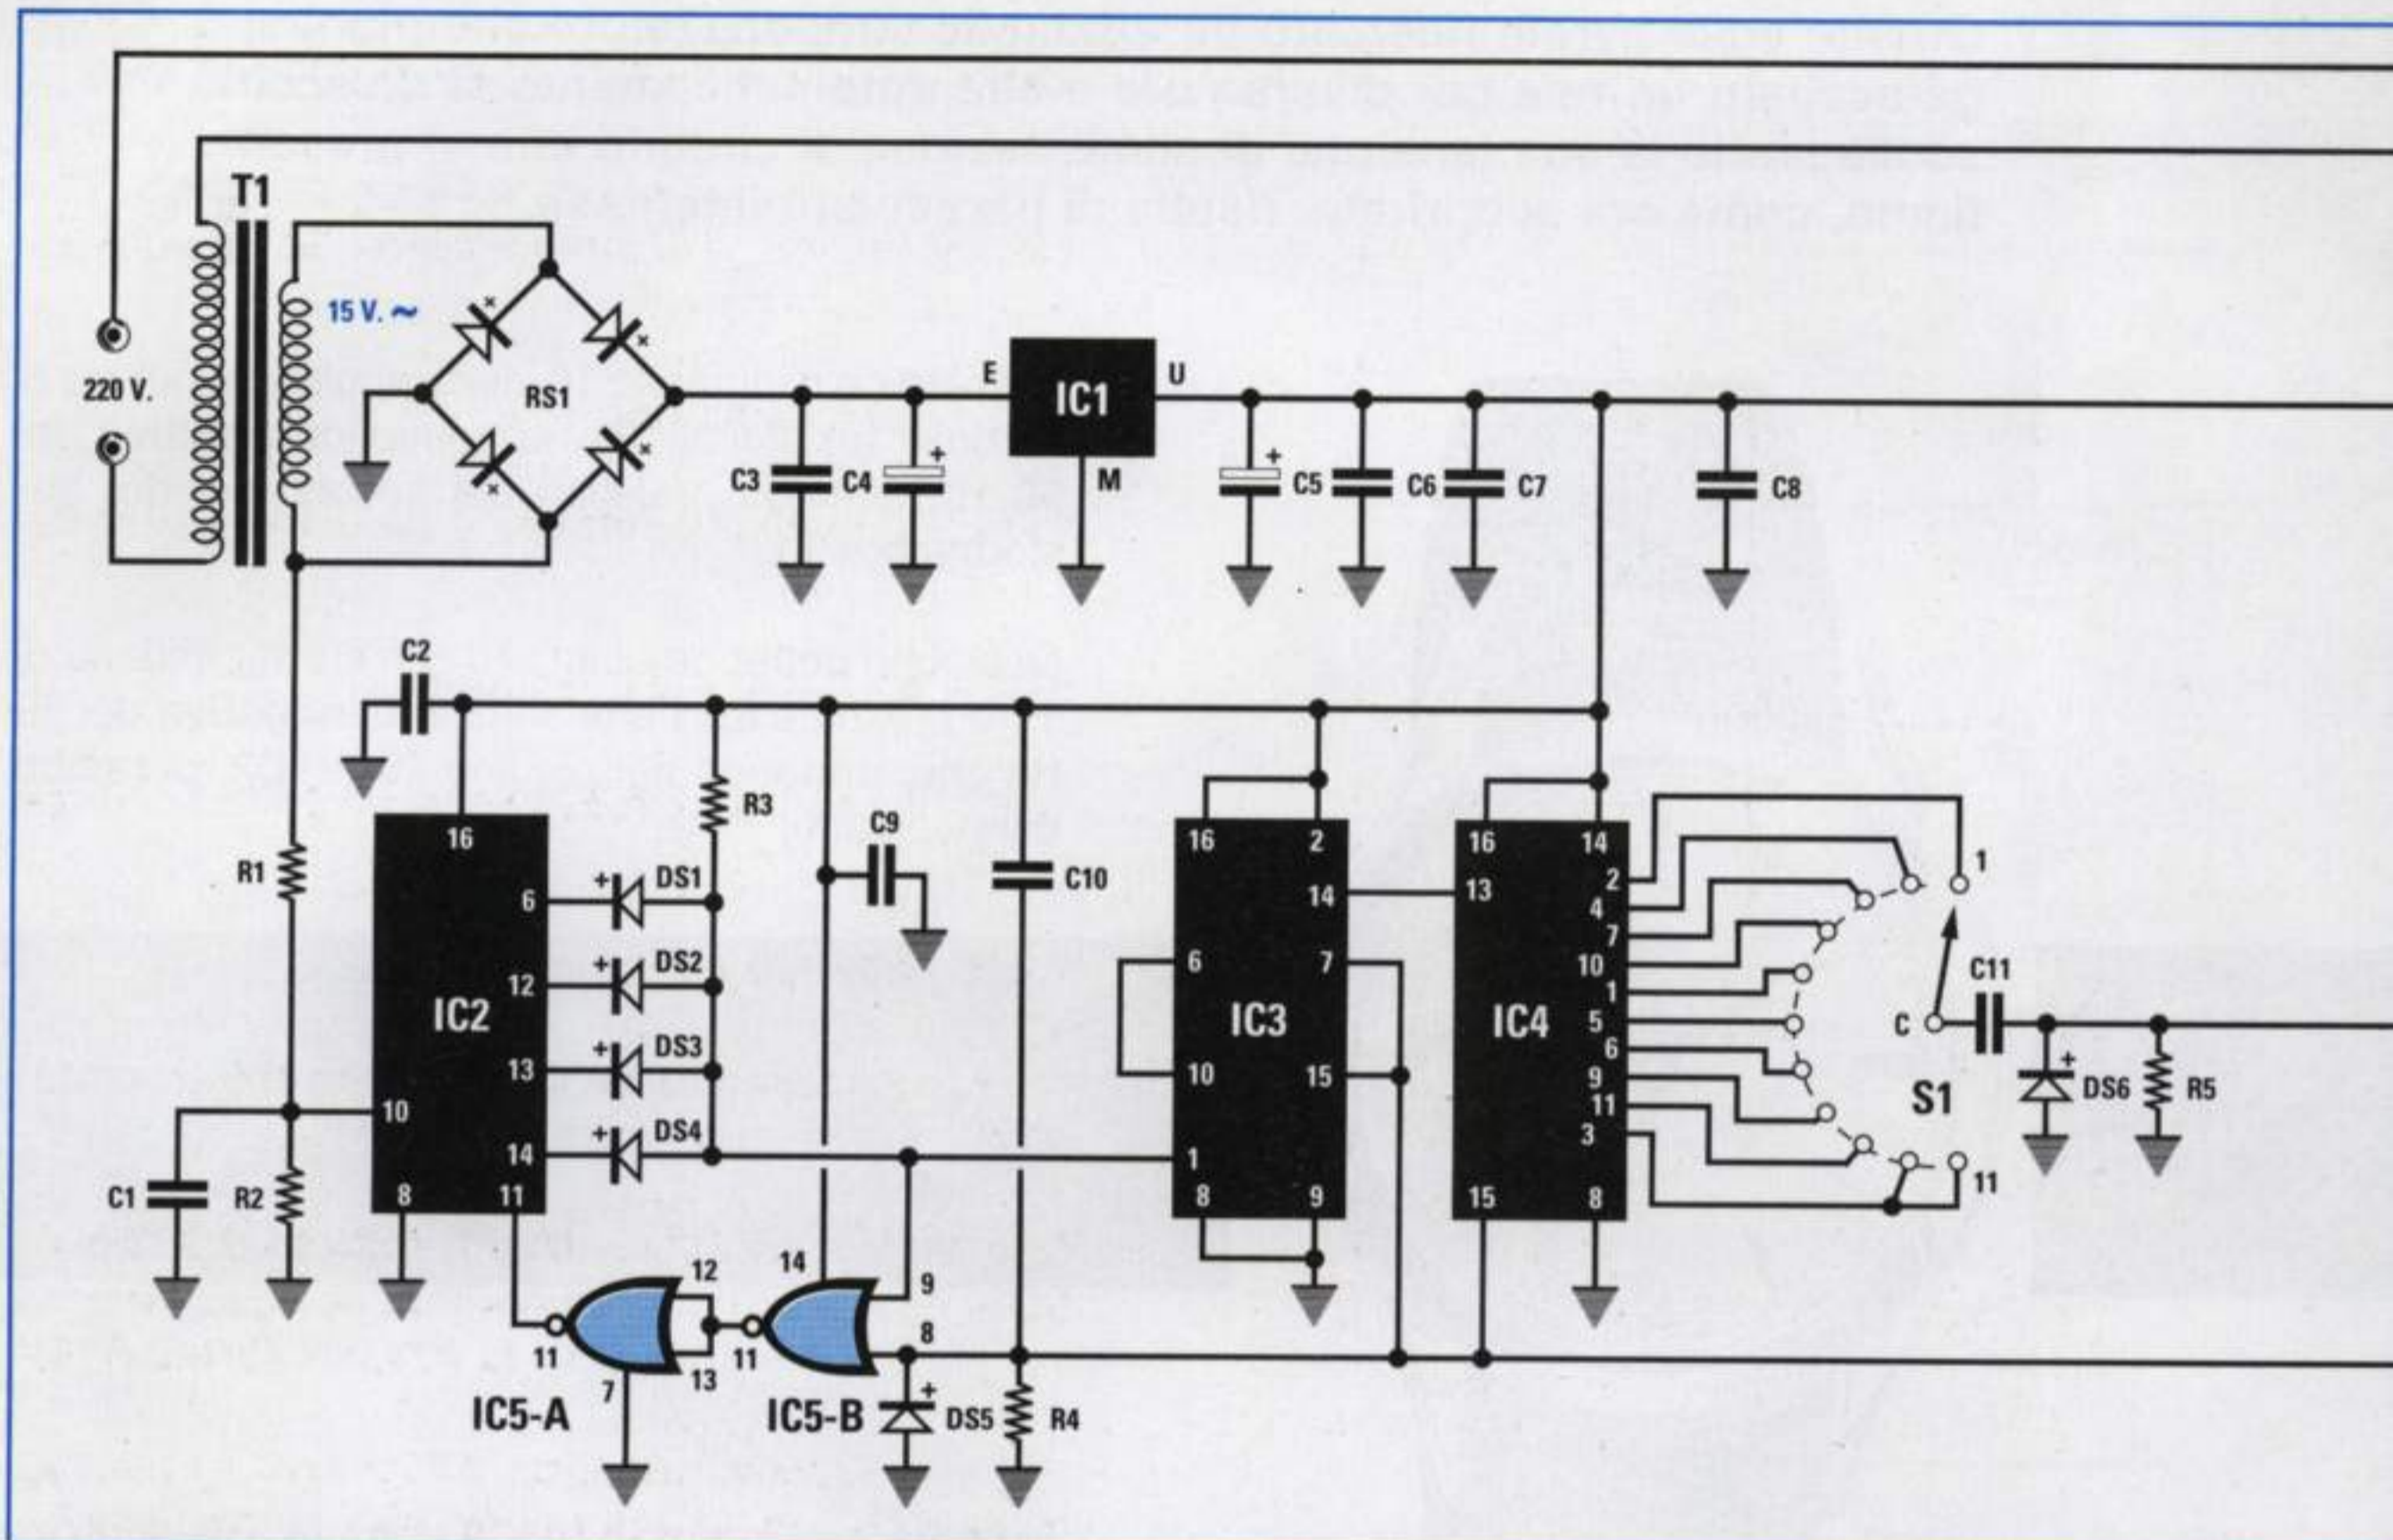 T1
15 V. ~
220 V.
RS1
E
IC1
U
M
C3
C4
+
+
C5
C6
C7
C8
C2
R1
16
6
12
IC2
13
10
14
8
11
+
DS1
+
DS2
+
DS3
+
DS4
R3
C9
C10
C1
R2
16
2
14
6
7
IC3
10
15
1
8
9
16
14
13
2
4
7
10
1
IC4
5
6
9
11
3
15
8
1
C
C11
S1
11
+
DS6
R5
12
11
7
13
IC5-A
14
9
8
11
IC5-B
+
DS5
R4